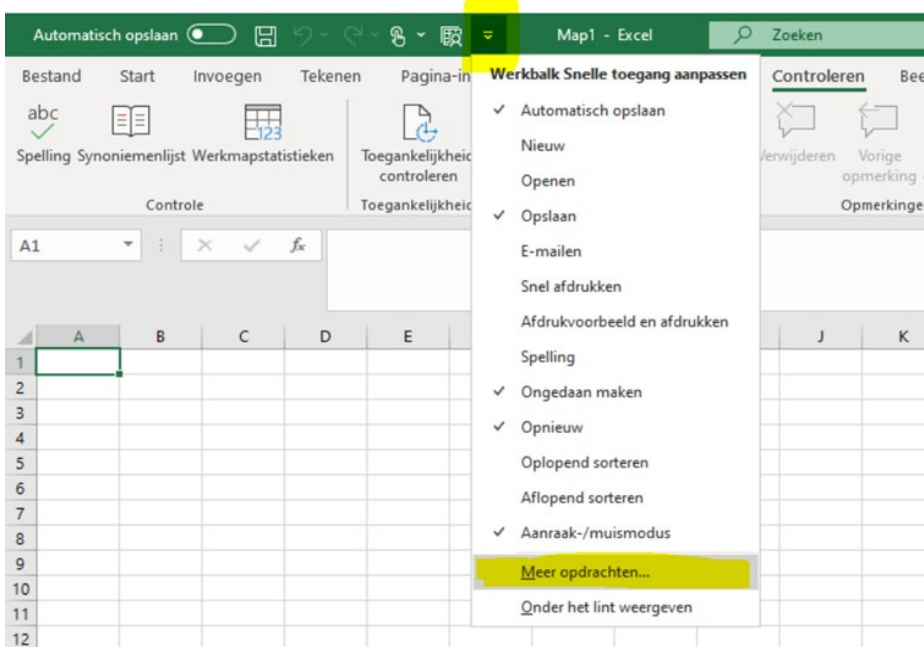 Automatisch opslaan Map1 - Excel Zoeken
Bestand Start Invoegen Tekenen Pagina-in Controleren Bee
abc
Spelling Synoniemenlijst Werkmapstatistieken Toegankelijkheid controleren Verwijderen Vorige opmerking
123
Controle Toegankelijkheid Opmerkinge
Werkbalk Snelle toegang aanpassen
Automatisch opslaan
Nieuw
Openen
Opslaan
E-mailen
Snel afdrukken
Afdrukvoorbeeld en afdrukken
Spelling
Ongedaan maken
Opnieuw
Oplopend sorteren
Aflopend sorteren
Aanraak-/muismodus
Meer opdrachten...
Onder het lint weergeven
A1 fx
A B C D E J K
1
2
3
4
5
6
7
8
9
10
11
12